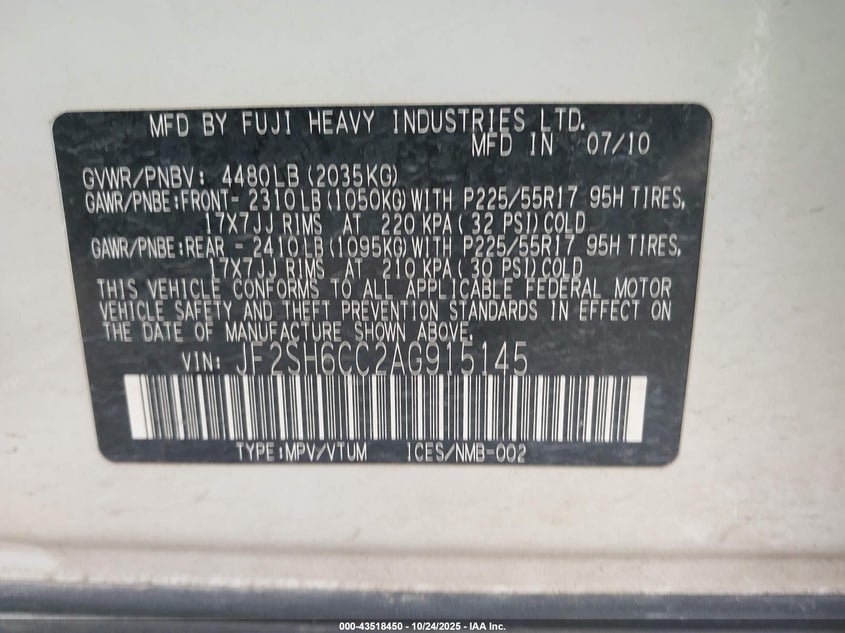 MFD BY FUJI HEAVY INDUSTRIES LTD.
MFD IN 07/10
GVWR/PNBV: 4480LB(2035KG)
GAWR/PNBE:FRONT- 2310LB(1050KG)WITH P225/55R17 95H TIRES,
17X7JJ RIMS AT 220 KPA( 32 PSI)COLD
GAWR/PNBE:REAR - 2410LB(1095KG)WITH P225/55R17 95H TIRES,
17X7JJ RIMS AT 210 KPA( 30 PSI)COLD
THIS VEHICLE CONFORMS TO ALL APPLICABLE FEDERAL MOTOR
VEHICLE SAFETY AND THEFT PREVENTION STANDARDS IN EFFECT ON
THE DATE OF MANUFACTURE SHOWN ABOVE.
VIN: JF2SH6CC2AG915145
TYPE:MPV/VTUM ICES/NMB-002
000-43518450 - 10/24/2025 - IAA Inc.